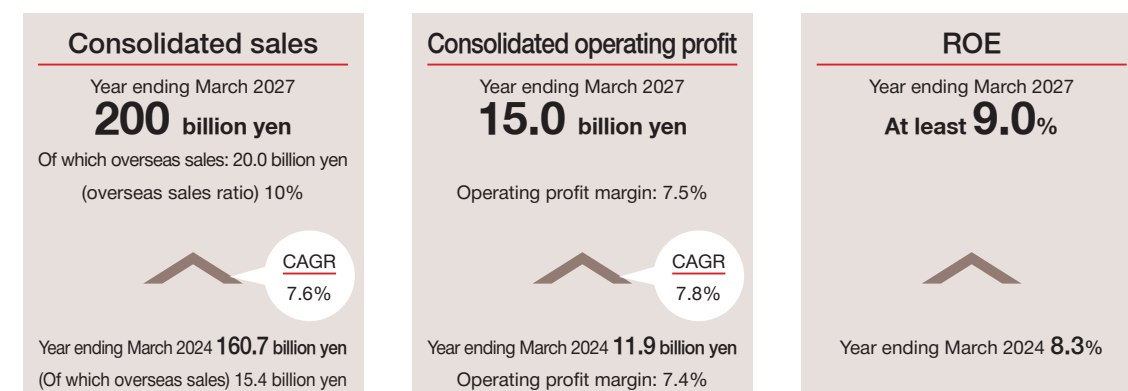 Consolidated sales
Year ending March 2027
200 billion yen
Of which overseas sales: 20.0 billion yen
(overseas sales ratio) 10%
CAGR
7.6%
Year ending March 2024 160.7 billion yen
(Of which overseas sales) 15.4 billion yen
Consolidated operating profit
Year ending March 2027
15.0 billion yen
Operating profit margin: 7.5%
CAGR
7.8%
Year ending March 2024 11.9 billion yen
Operating profit margin: 7.4%
ROE
Year ending March 2027
At least 9.0%
Year ending March 2024 8.3%